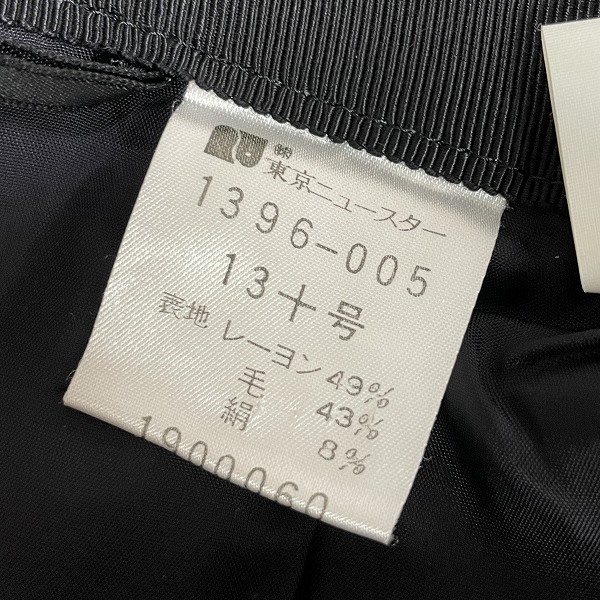 ㈱
東京ニュースター
1396-005
13十号
表地 レーヨン 49%
毛 43%
絹 8%
1900060